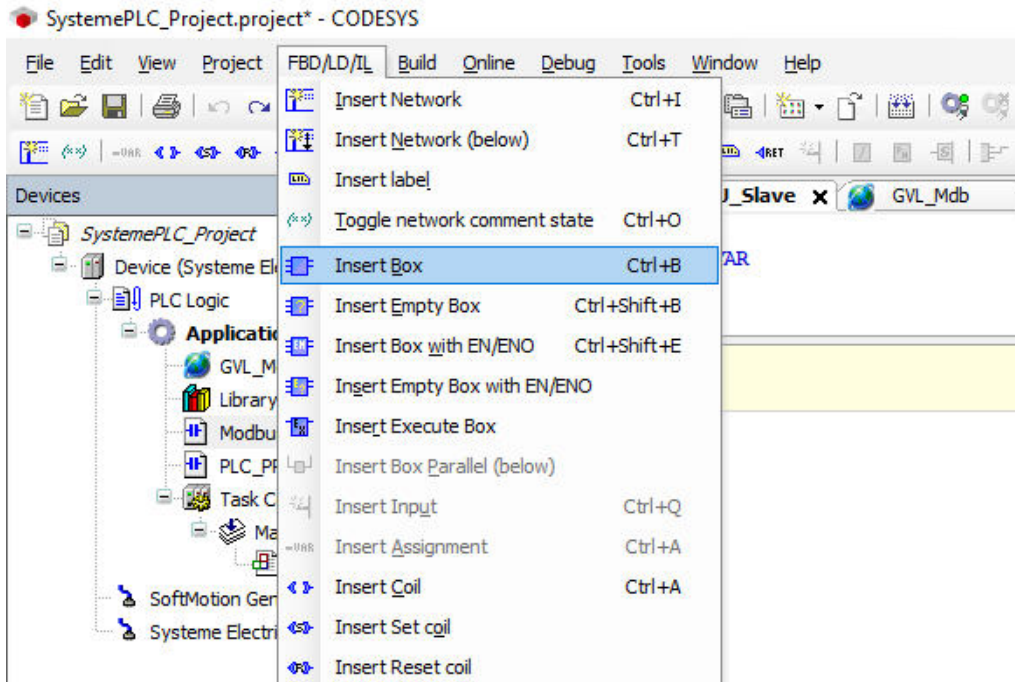 SystemePLC_Project.project* - CODESYS
File Edit View Project FBD/LD/IL Build Online Debug Tools Window Help
Insert Network Ctrl+I
Insert Network (below) Ctrl+T
Insert label
Toggle network comment state Ctrl+O
Insert Box Ctrl+B
Insert Empty Box Ctrl+Shift+B
Insert Box with EN/ENO Ctrl+Shift+E
Insert Empty Box with EN/ENO
Insert Execute Box
Insert Box Parallel (below)
Insert Input Ctrl+Q
Insert Assignment Ctrl+A
Insert Coil Ctrl+A
Insert Set coil
Insert Reset coil
Devices
SystemePLC_Project
Device (Systeme El
PLC Logic
Applicatio
GVL_M
Library
Modbu
PLC_PR
Task C
Ma
SoftMotion Gen
Systeme Electri
U_Slave GVL_Mdb
VAR